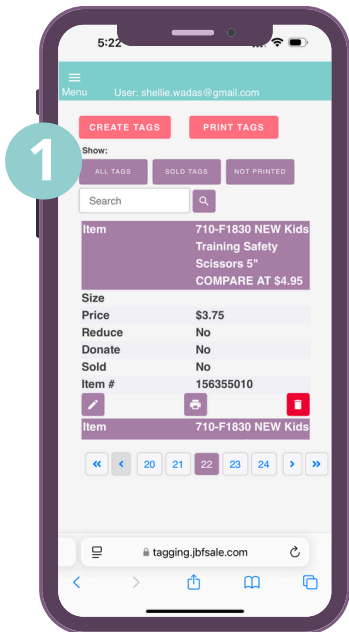 5:22
Menu User: shellie.wadas@gmail.com
CREATE TAGS PRINT TAGS
1
Show:
ALL TAGS SOLD TAGS NOT PRINTED
Search
Item 710-F1830 NEW Kids
Training Safety
Scissors 5"
COMPARE AT $4.95
Size
Price $3.75
Reduce No
Donate No
Sold No
Item # 156355010
Item 710-F1830 NEW Kids
« ‹ 20 21 22 23 24 › »
tagging.jbfsale.com